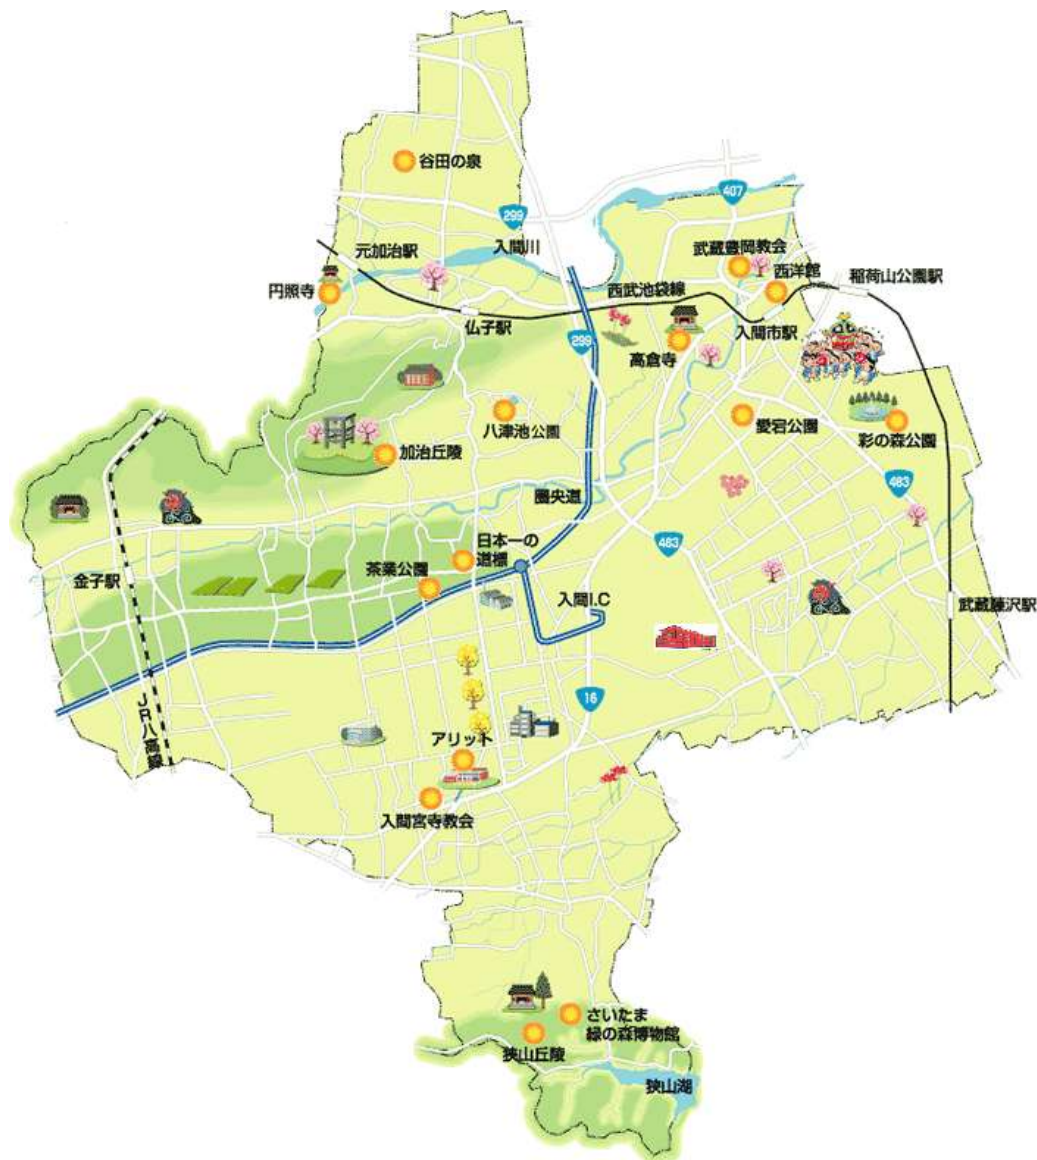 谷田の泉
407
299
元加治駅
入間川
武蔵豊岡教会
西洋館
稲荷山公園駅
円照寺
西武池袋線
仏子駅
入間市駅
299
高倉寺
八津池公園
愛宕公園
彩の森公園
加治丘陵
圏央道
463
463
日本一の
道標
金子駅
茶業公園
入間I.C
武蔵藤沢駅
16
JR八高線
アリット
入間宮寺教会
さいたま
緑の森博物館
狭山丘陵
狭山湖